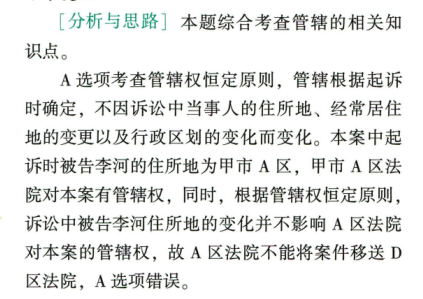 ［分析与思路］本题综合考查管辖的相关知
识点。
A 选项考查管辖权恒定原则，管辖根据起诉
时确定，不因诉讼中当事人的住所地、经常居住
地的变更以及行政区划的变化而变化。本案中起
诉时被告李河的住所地为甲市 A 区，甲市 A 区法
院对本案有管辖权，同时，根据管辖权恒定原则，
诉讼中被告李河住所地的变化并不影响 A 区法院
对本案的管辖权，故 A 区法院不能将案件移送 D
区法院，A 选项错误。